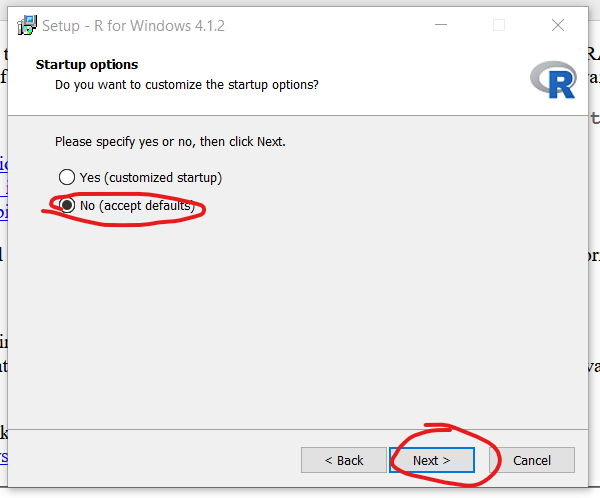 Setup - R for Windows 4.1.2
Startup options
Do you want to customize the startup options?
R
Please specify yes or no, then click Next.
Yes (customized startup)
No (accept defaults)
< Back
Next >
Cancel